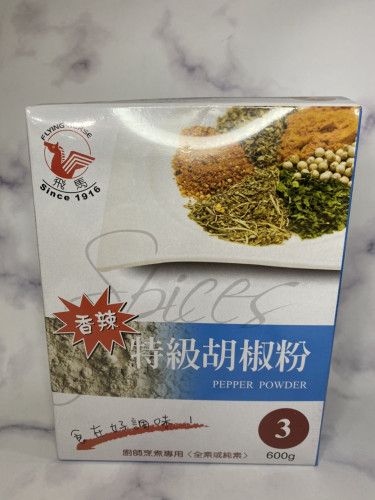 FLYING HORSE
飛馬
Since 1916
Spices
香辣
特級胡椒粉
PEPPER POWDER
食在好調味!
3
廚師烹煮專用〈全素或純素〉
600g